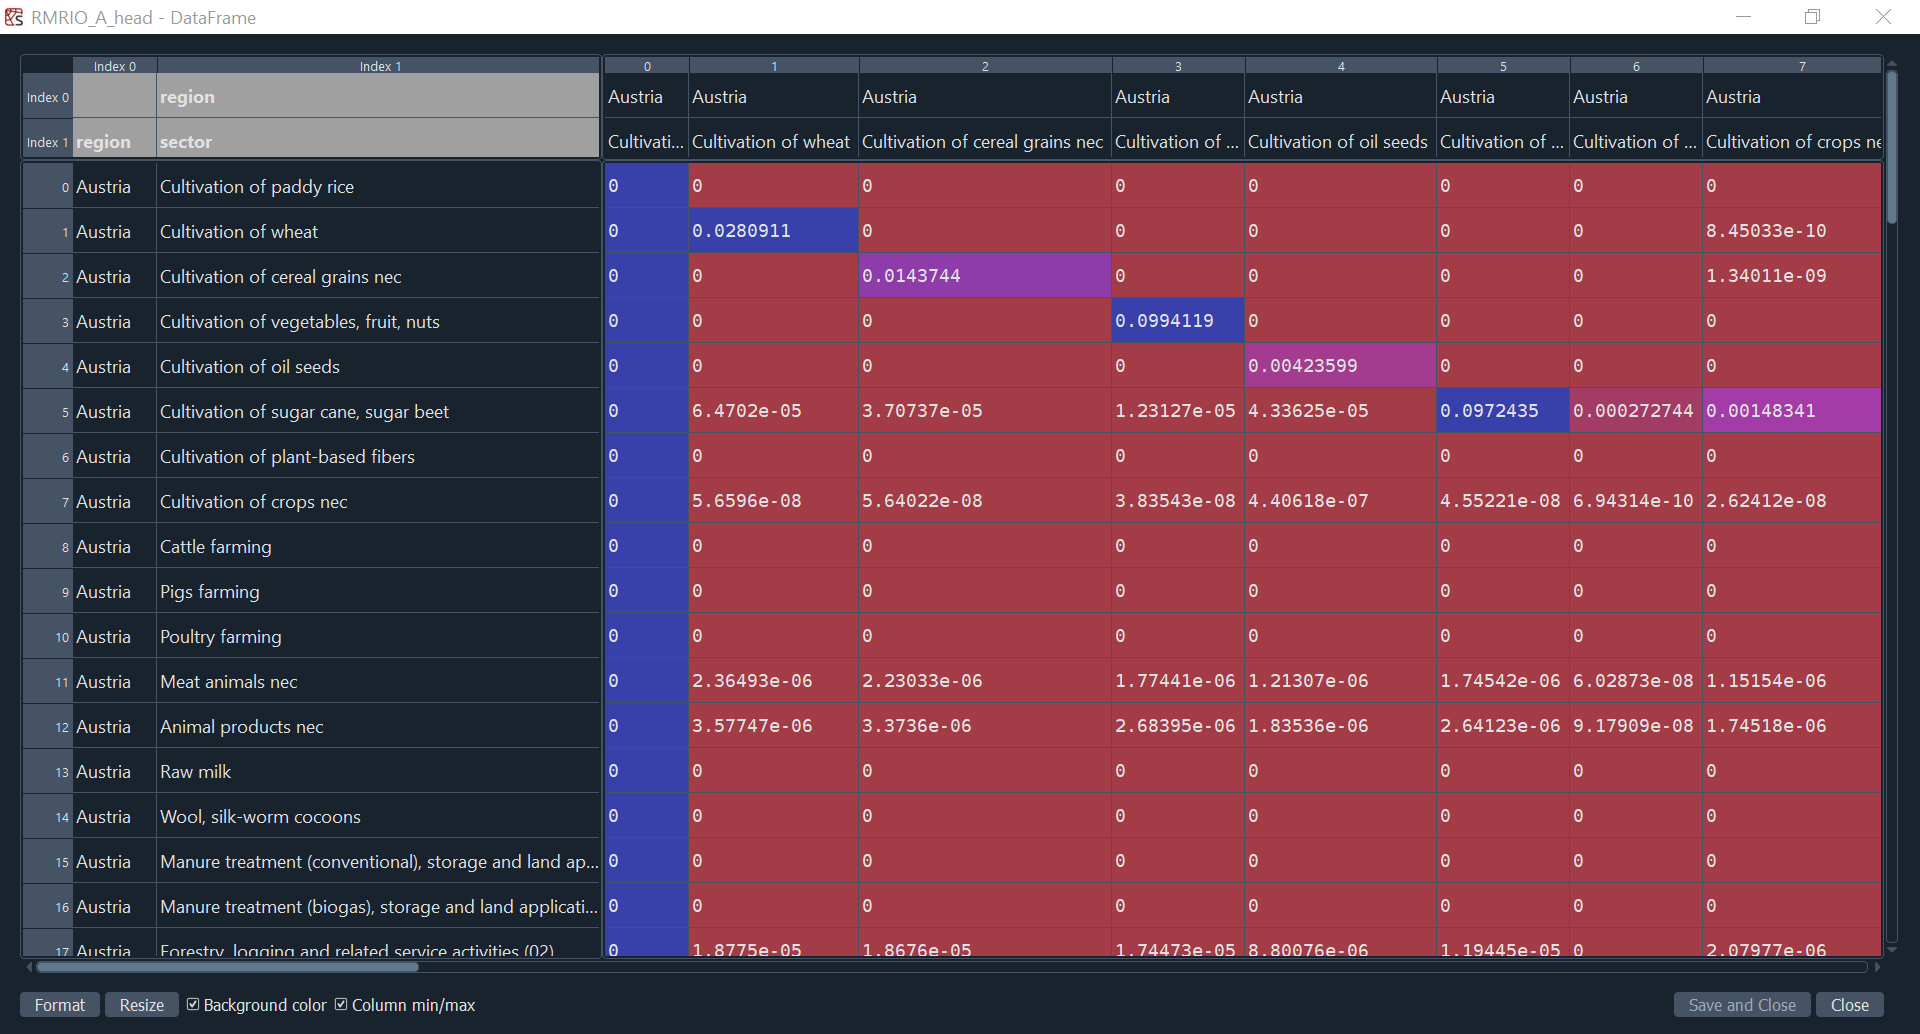 RMRIO_A_head - DataFrame
Index 0 Index 1 0 1 2 3 4 5 6 7
Index 0 region Austria Austria Austria Austria Austria Austria Austria Austria
Index 1 region sector Cultivati... Cultivation of wheat Cultivation of cereal grains nec Cultivation of ... Cultivation of oil seeds Cultivation of ... Cultivation of ... Cultivation of crops ne
0 Austria Cultivation of paddy rice 0 0 0 0 0 0 0 0
1 Austria Cultivation of wheat 0 0.0280911 0 0 0 0 0 8.45033e-10
2 Austria Cultivation of cereal grains nec 0 0 0.0143744 0 0 0 0 1.34011e-09
3 Austria Cultivation of vegetables, fruit, nuts 0 0 0 0.0994119 0 0 0 0
4 Austria Cultivation of oil seeds 0 0 0 0 0.00423599 0 0 0
5 Austria Cultivation of sugar cane, sugar beet 0 6.4702e-05 3.70737e-05 1.23127e-05 4.33625e-05 0.0972435 0.000272744 0.00148341
6 Austria Cultivation of plant-based fibers 0 0 0 0 0 0 0 0
7 Austria Cultivation of crops nec 0 5.6596e-08 5.64022e-08 3.83543e-08 4.40618e-07 4.55221e-08 6.94314e-10 2.62412e-08
8 Austria Cattle farming 0 0 0 0 0 0 0 0
9 Austria Pigs farming 0 0 0 0 0 0 0 0
10 Austria Poultry farming 0 0 0 0 0 0 0 0
11 Austria Meat animals nec 0 2.36493e-06 2.23033e-06 1.77441e-06 1.21307e-06 1.74542e-06 6.02873e-08 1.15154e-06
12 Austria Animal products nec 0 3.57747e-06 3.3736e-06 2.68395e-06 1.83536e-06 2.64123e-06 9.17909e-08 1.74518e-06
13 Austria Raw milk 0 0 0 0 0 0 0 0
14 Austria Wool, silk-worm cocoons 0 0 0 0 0 0 0 0
15 Austria Manure treatment (conventional), storage and land ap... 0 0 0 0 0 0 0 0
16 Austria Manure treatment (biogas), storage and land applicati... 0 0 0 0 0 0 0 0
17 Austria Forestry, logging and related service activities (02) 0 1.8775e-05 1.8676e-05 1.74473e-05 8.80076e-06 1.19445e-05 0 2.07977e-06
Format Resize Background color Column min/max Save and Close Close